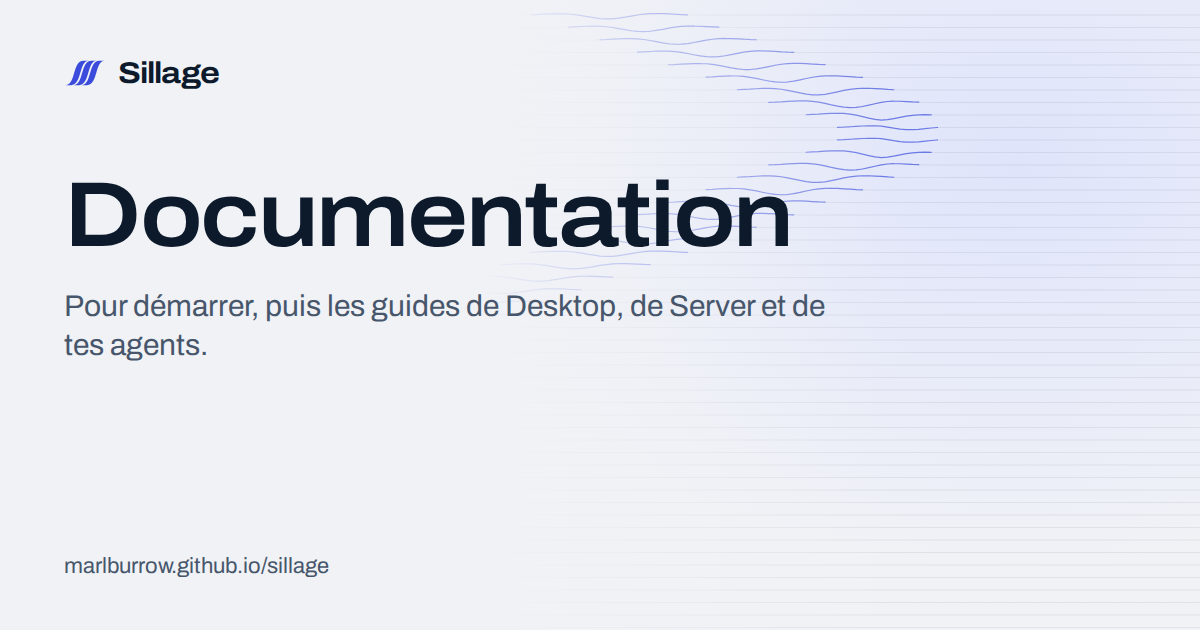 Sillage
Documentation
Pour démarrer, puis les guides de Desktop, de Server et de
tes agents.
marlburrow.github.io/sillage